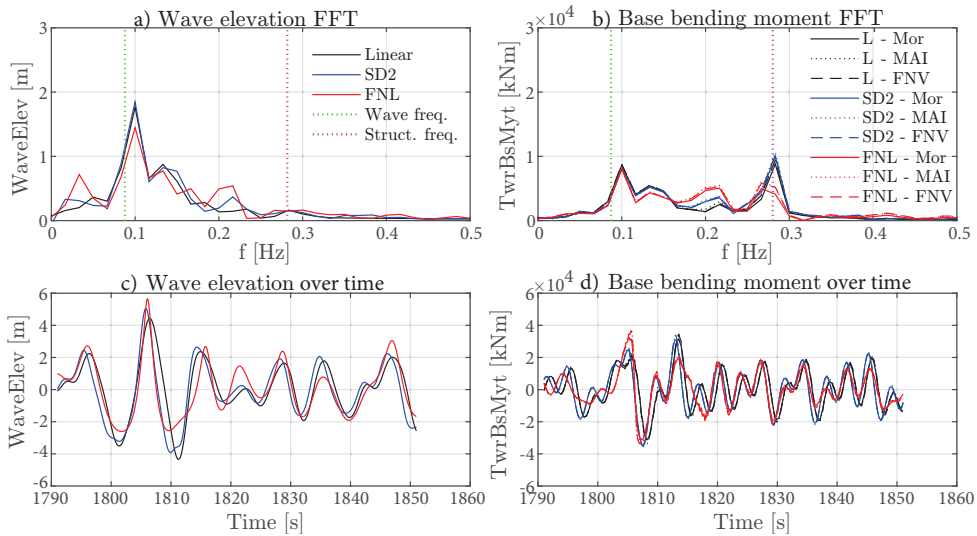 a) Wave elevation FFT
WaveElev [m]
3
2
1
0
0
0.1
0.2
0.3
0.4
0.5
f [Hz]
Linear
SD2
FNL
Wave freq.
Struct. freq.
b) Base bending moment FFT
×10⁴
TwrBsMyt [kNm]
3
2
1
0
0
0.1
0.2
0.3
0.4
0.5
f [Hz]
L - Mor
L - MAI
L - FNV
SD2 - Mor
SD2 - MAI
SD2 - FNV
FNL - Mor
FNL - MAI
FNL - FNV
c) Wave elevation over time
WaveElev [m]
6
4
2
0
-2
-4
-6
1790
1800
1810
1820
1830
1840
1850
1860
Time [s]
d) Base bending moment over time
×10⁴
TwrBsMyt [kNm]
6
4
2
0
-2
-4
-6
1790
1800
1810
1820
1830
1840
1850
1860
Time [s]